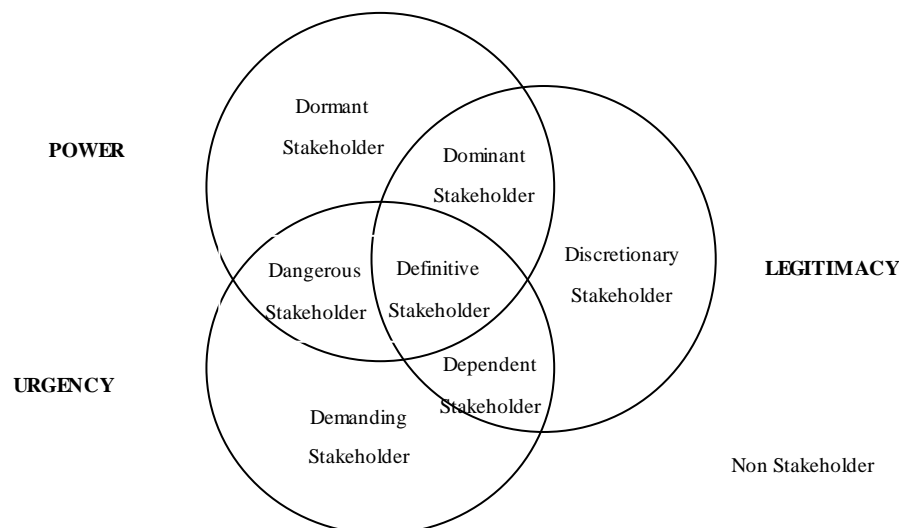 Dormant
Stakeholder
POWER
Dominant
Stakeholder
Discretionary
Stakeholder
LEGITIMACY
Dangerous
Stakeholder
Definitive
Stakeholder
Dependent
Stakeholder
URGENCY
Demanding
Stakeholder
Non Stakeholder